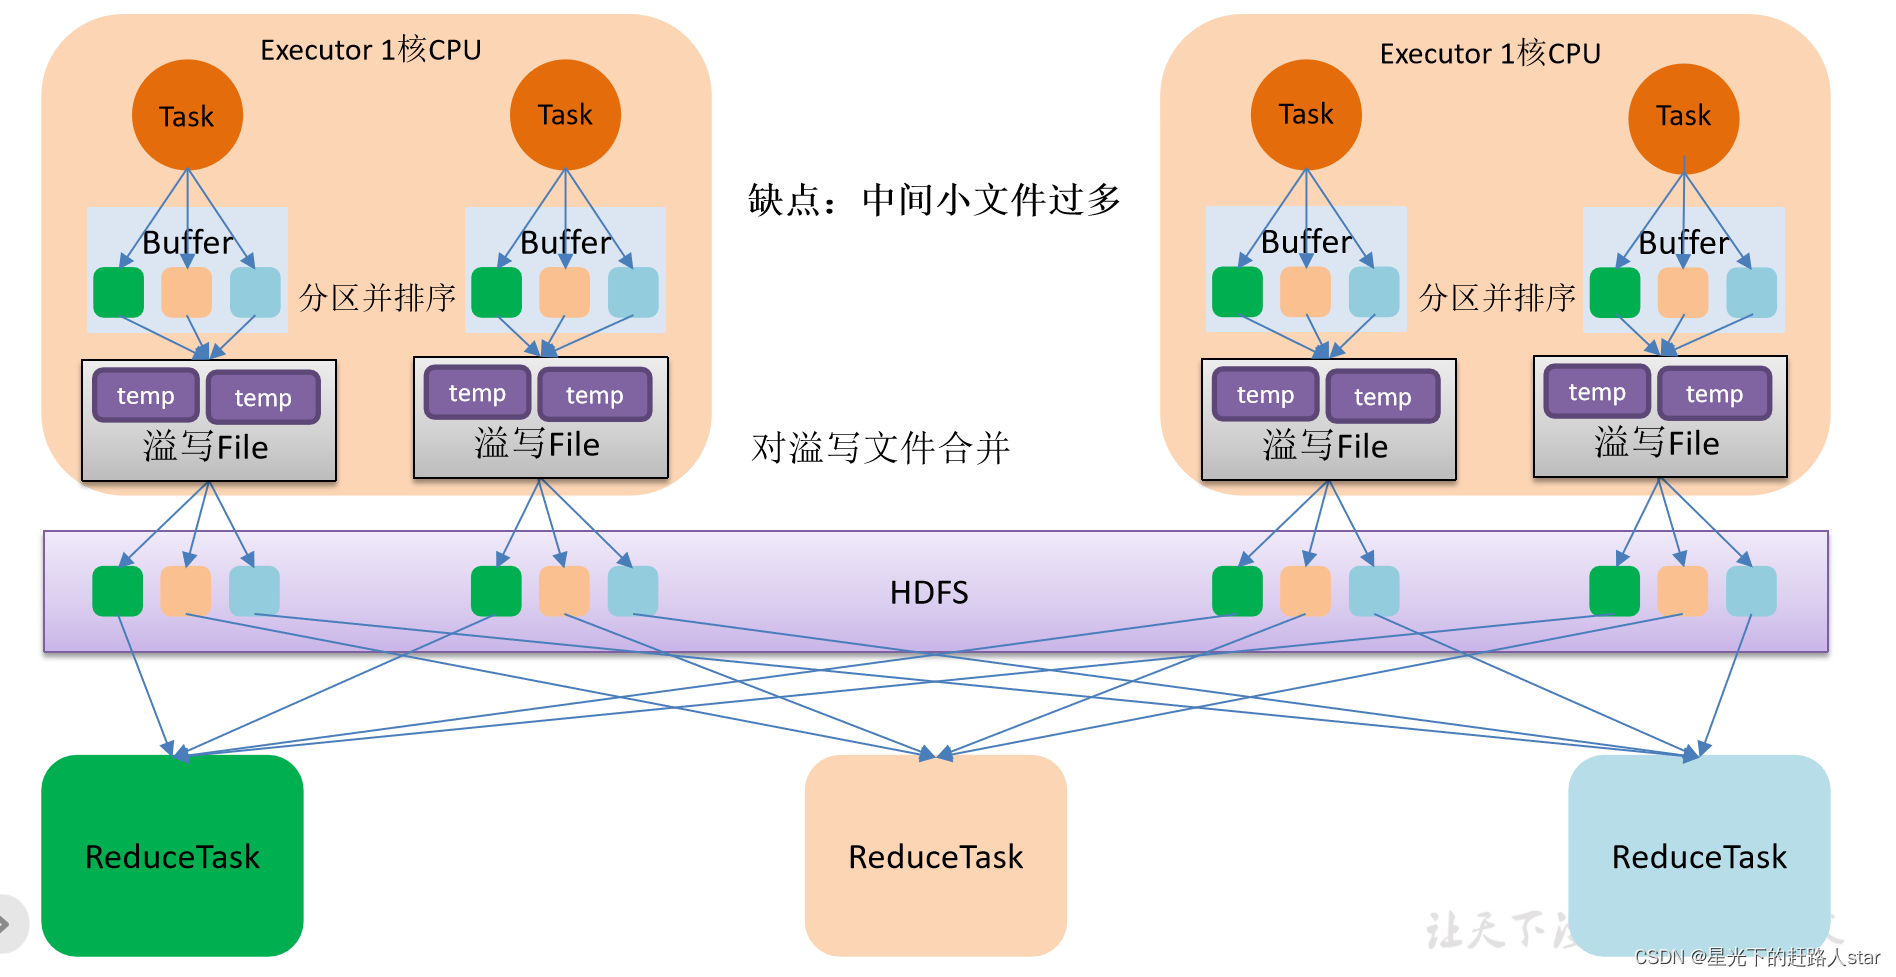 Executor 1核CPU
Executor 1核CPU
Task
Task
Task
Task
缺点：中间小文件过多
Buffer
Buffer
Buffer
Buffer
分区并排序
分区并排序
temp
temp
temp
temp
temp
temp
temp
temp
溢写File
溢写File
溢写File
溢写File
对溢写文件合并
HDFS
ReduceTask
ReduceTask
ReduceTask
让天下
CSDN @星光下的赶路人star